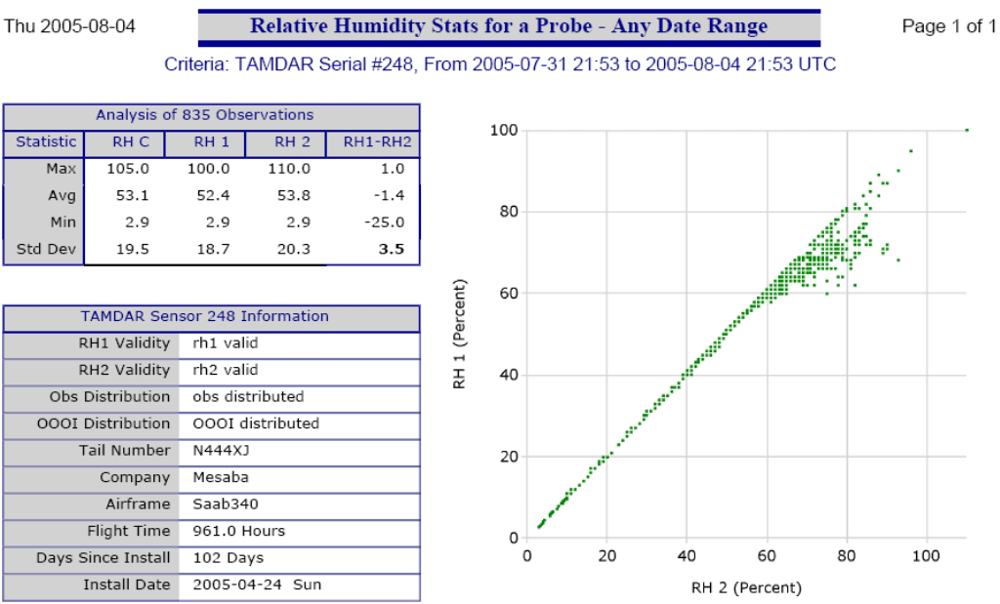 Thu 2005-08-04 Relative Humidity Stats for a Probe - Any Date Range Page 1 of 1
Criteria: TAMDAR Serial #248, From 2005-07-31 21:53 to 2005-08-04 21:53 UTC
Analysis of 835 Observations
Statistic RH C RH 1 RH 2 RH1-RH2
Max 105.0 100.0 110.0 1.0
Avg 53.1 52.4 53.8 -1.4
Min 2.9 2.9 2.9 -25.0
Std Dev 19.5 18.7 20.3 3.5
TAMDAR Sensor 248 Information
RH1 Validity rh1 valid
RH2 Validity rh2 valid
Obs Distribution obs distributed
OOOI Distribution OOOI distributed
Tail Number N444XJ
Company Mesaba
Airframe Saab340
Flight Time 961.0 Hours
Days Since Install 102 Days
Install Date 2005-04-24 Sun
RH 1 (Percent)
100
80
60
40
20
0
0 20 40 60 80 100
RH 2 (Percent)